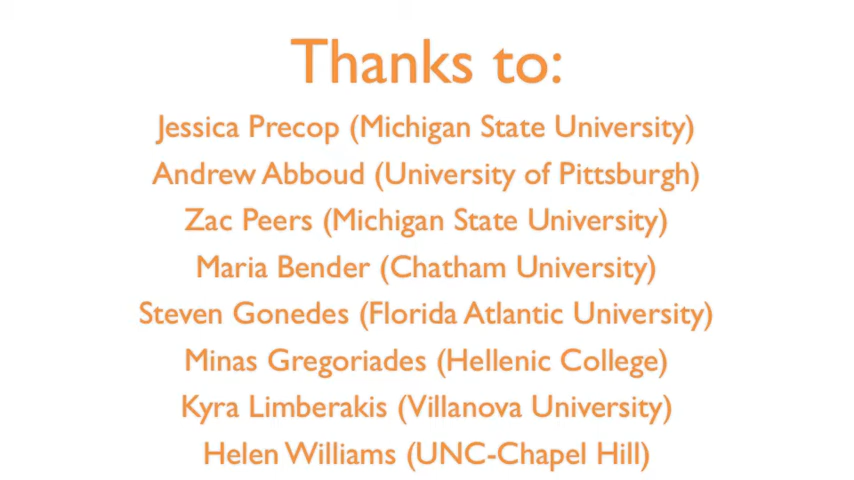 Thanks to:
Jessica Precop (Michigan State University)
Andrew Abboud (University of Pittsburgh)
Zac Peers (Michigan State University)
Maria Bender (Chatham University)
Steven Gonedes (Florida Atlantic University)
Minas Gregoriades (Hellenic College)
Kyra Limberakis (Villanova University)
Helen Williams (UNC-Chapel Hill)